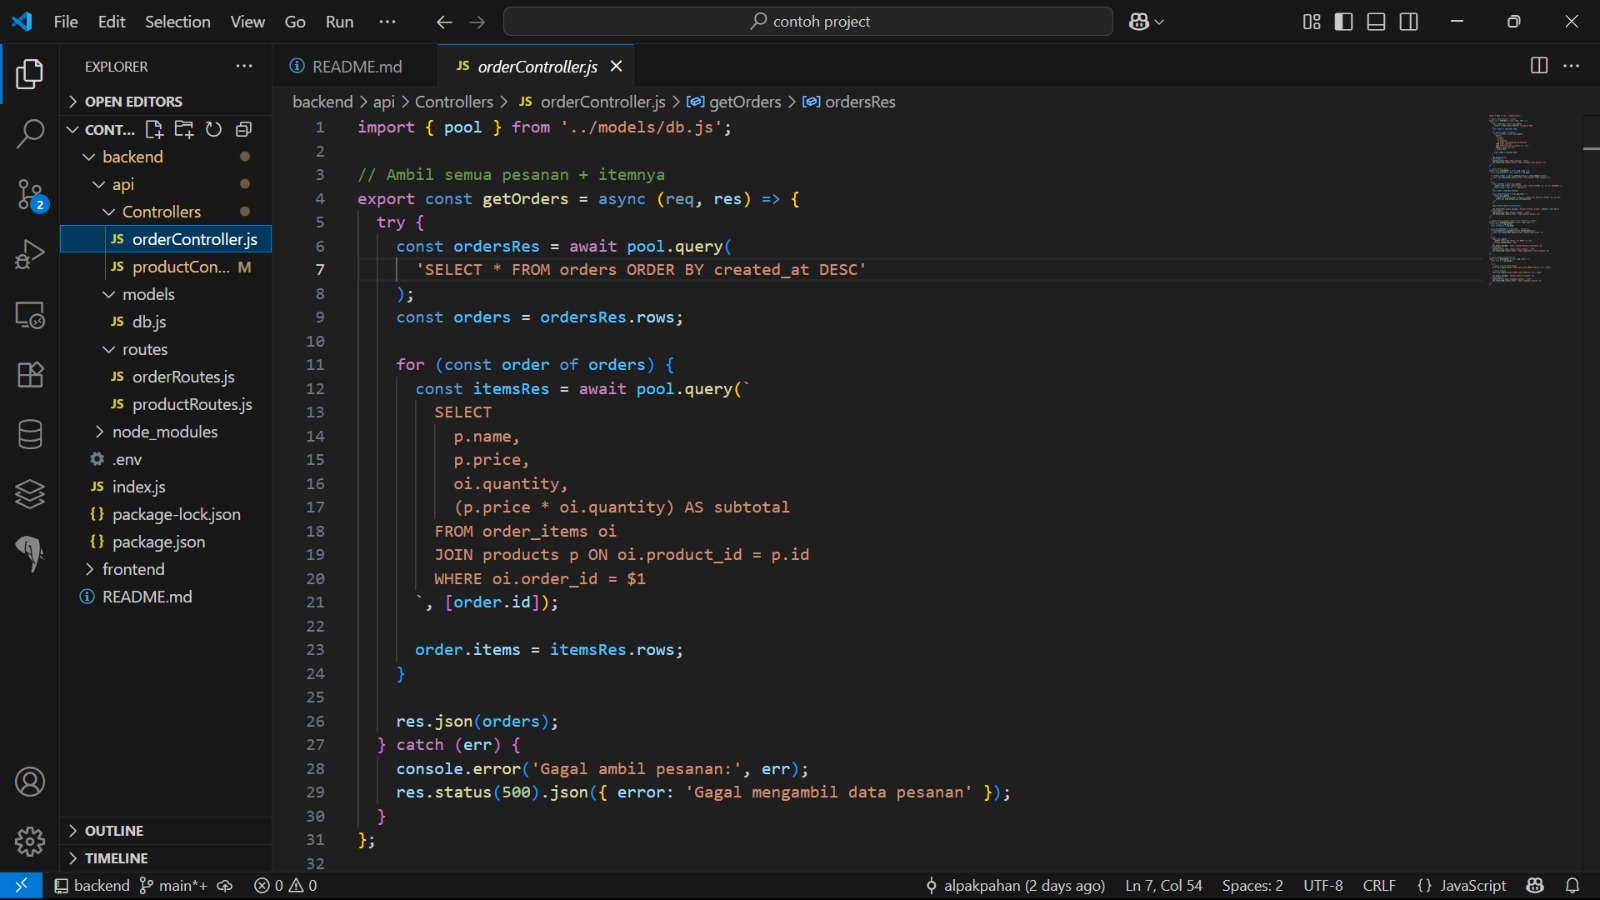 File Edit Selection View Go Run ··· contoh project
EXPLORER ···
README.md
JS orderController.js
OPEN EDITORS
CONT...
backend
api
Controllers
JS orderController.js
JS productCon... M
models
JS db.js
routes
JS orderRoutes.js
JS productRoutes.js
node_modules
.env
JS index.js
{} package-lock.json
{} package.json
frontend
README.md
OUTLINE
TIMELINE
2
backend > api > Controllers > JS orderController.js > getOrders > ordersRes
1 import { pool } from '../models/db.js';
2
3 // Ambil semua pesanan + itemnya
4 export const getOrders = async (req, res) => {
5 try {
6 const ordersRes = await pool.query(
7 'SELECT * FROM orders ORDER BY created_at DESC'
8 );
9 const orders = ordersRes.rows;
10
11 for (const order of orders) {
12 const itemsRes = await pool.query(`
13 SELECT
14 p.name,
15 p.price,
16 oi.quantity,
17 (p.price * oi.quantity) AS subtotal
18 FROM order_items oi
19 JOIN products p ON oi.product_id = p.id
20 WHERE oi.order_id = $1
21 `, [order.id]);
22
23 order.items = itemsRes.rows;
24 }
25
26 res.json(orders);
27 } catch (err) {
28 console.error('Gagal ambil pesanan:', err);
29 res.status(500).json({ error: 'Gagal mengambil data pesanan' });
30 }
31 };
32
backend main*+ 0 0 alpakpahan (2 days ago) Ln 7, Col 54 Spaces: 2 UTF-8 CRLF {} JavaScript